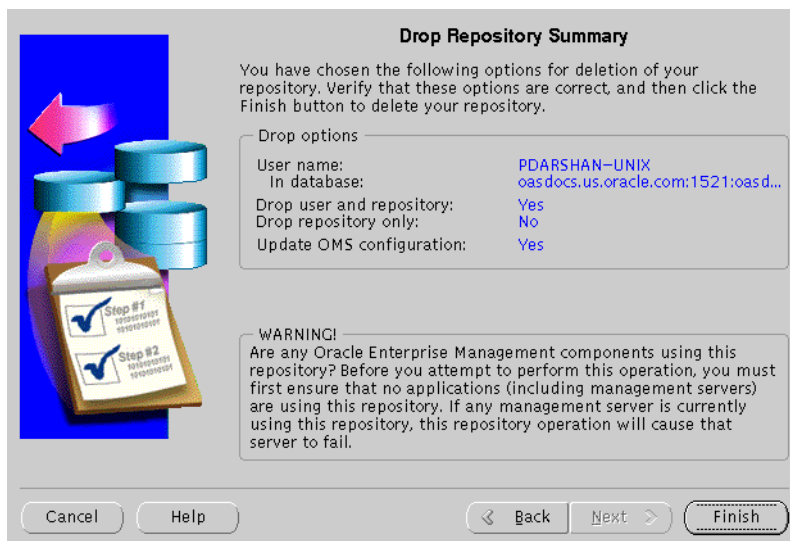 Drop Repository Summary
You have chosen the following options for deletion of your
repository. Verify that these options are correct, and then click the
Finish button to delete your repository.
Drop options
User name: PDARSHAN-UNIX
In database: oasdocs.us.oracle.com:1521:oasd...
Drop user and repository: Yes
Drop repository only: No
Update OMS configuration: Yes
Step #1
10101010101
10101010101
Step #2
10101010101
10101010101
WARNING!
Are any Oracle Enterprise Management components using this
repository? Before you attempt to perform this operation, you must
first ensure that no applications (including management servers)
are using this repository. If any management server is currently
using this repository, this repository operation will cause that
server to fail.
Cancel
Help
Back
Next
Finish